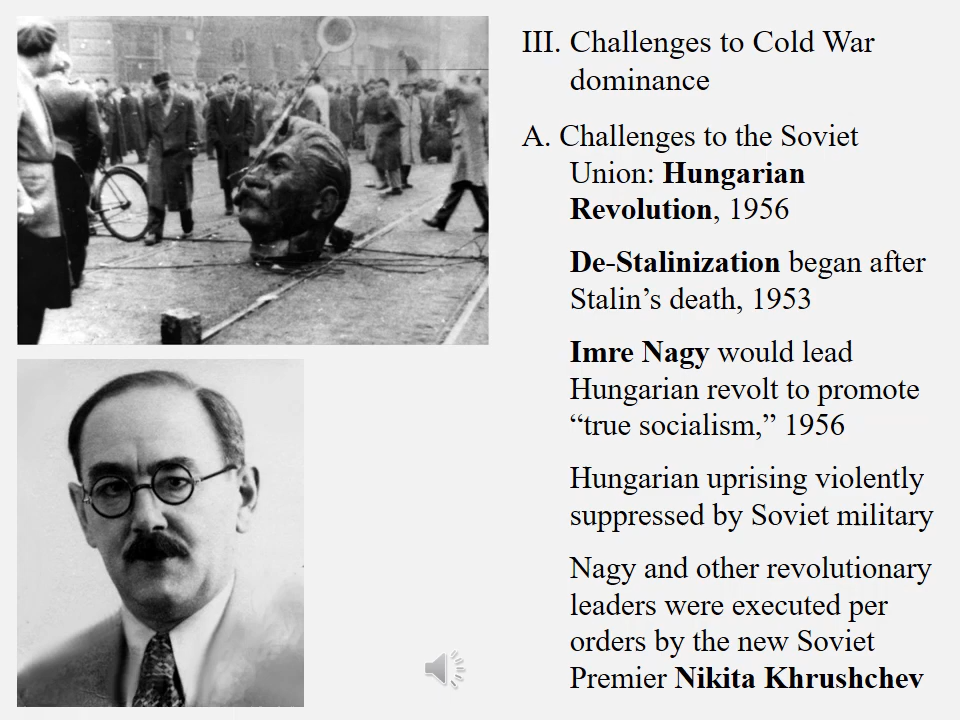 III. Challenges to Cold War
dominance
A. Challenges to the Soviet
Union: Hungarian
Revolution, 1956
De-Stalinization began after
Stalin’s death, 1953
Imre Nagy would lead
Hungarian revolt to promote
“true socialism,” 1956
Hungarian uprising violently
suppressed by Soviet military
Nagy and other revolutionary
leaders were executed per
orders by the new Soviet
Premier Nikita Khrushchev